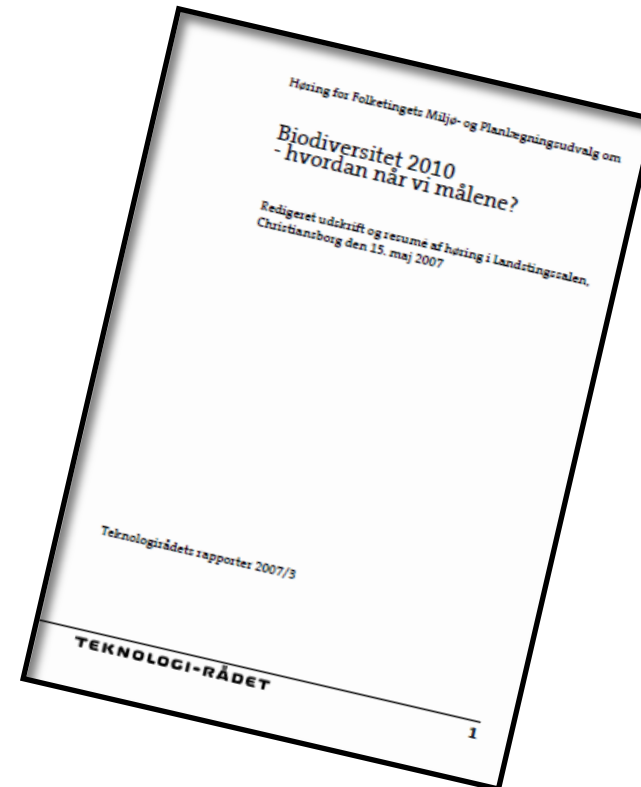 Høring for Folketingets Miljø- og Planlægningsudvalg om
Biodiversitet 2010
- hvordan når vi målene?
Redigeret udskrift og resumé af høring i Landstingssalen,
Christiansborg den 15. maj 2007
Teknologirådets rapporter 2007/3
TEKNOLOGI-RÅDET
1